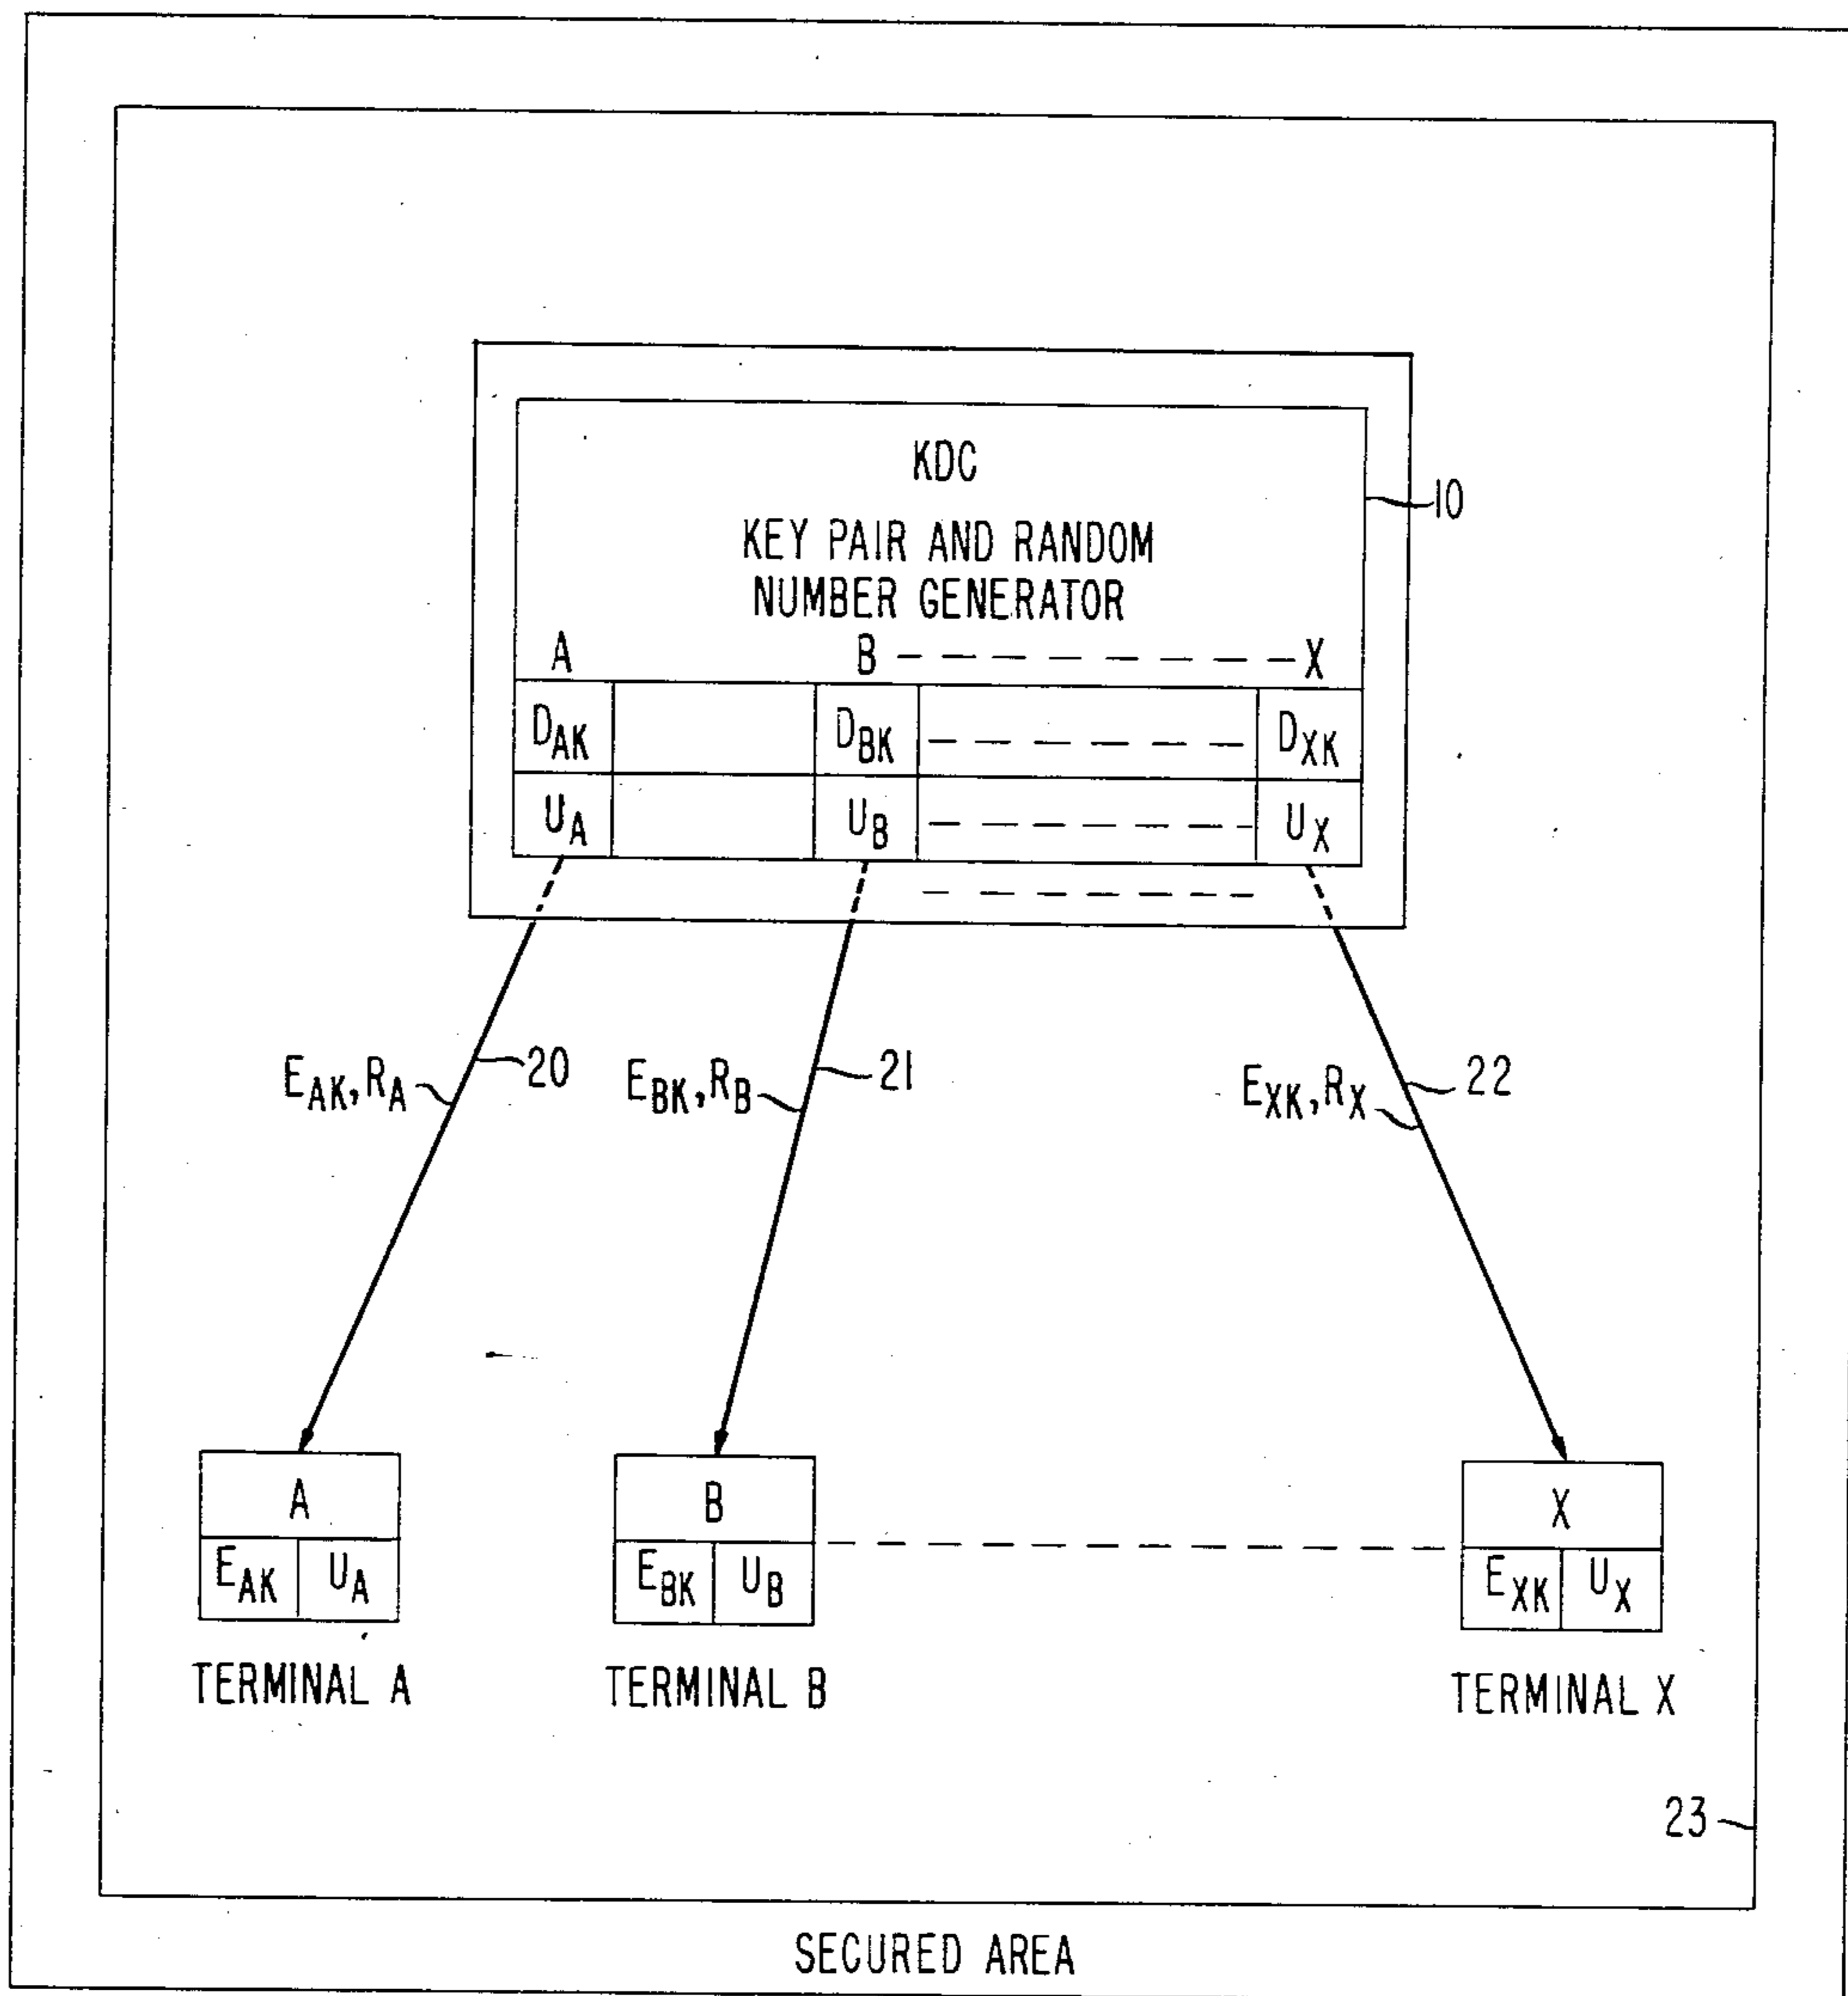 KDC
10
KEY PAIR AND RANDOM
NUMBER GENERATOR
A B X
D_AK D_BK D_XK
U_A U_B U_X
E_AK, R_A 20 E_BK, R_B 21 E_XK, R_X 22
A B X
E_AK U_A E_BK U_B E_XK U_X
TERMINAL A TERMINAL B TERMINAL X
23
SECURED AREA